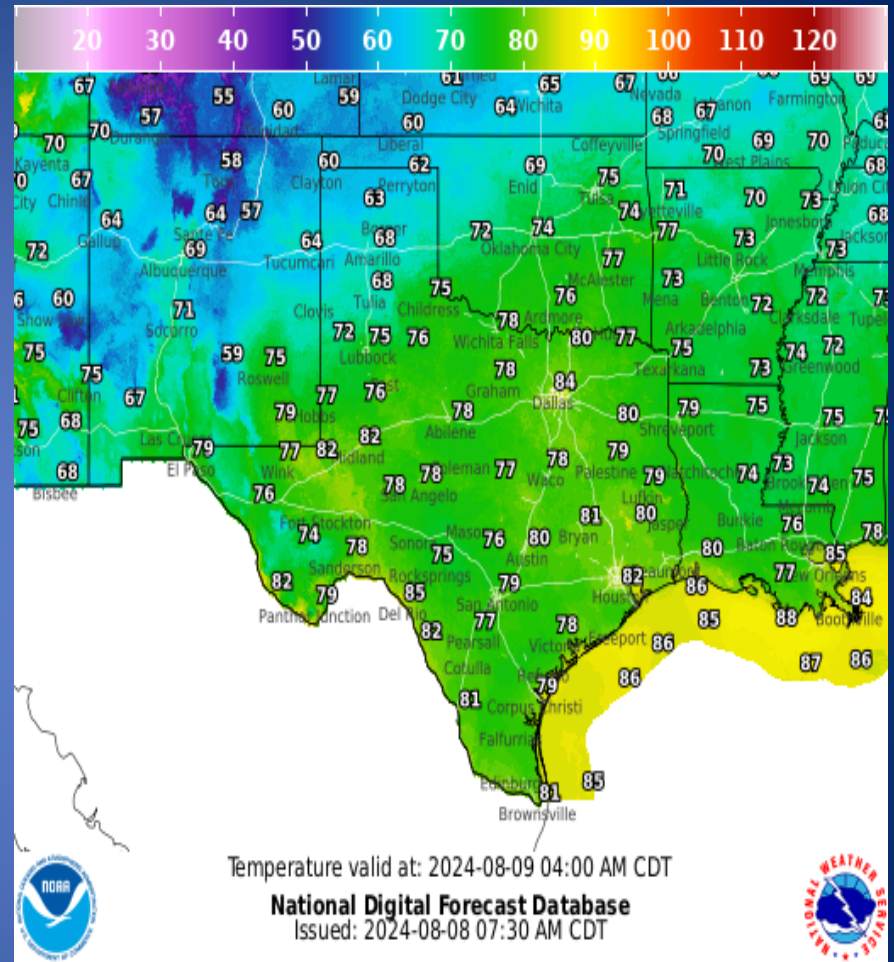 20 30 40 50 60 70 80 90 100 110 120
67 55 59 61 65 67 69 69
Dodge City Nevada Farmington
57 60 64 Wichita 68 67
70 Durango Trinidad 60 Springfield
70 Liberal Coffeyville 69 70
Kayenta 58 60 62 69 70 West Plains
67 Taos Clayton Perryton Enid 75 68
Chinle 63 Tulsa 71 70 73
64 64 57 74 Jonesboro 68
Gallup Santa Fe 64 68 72 74 77 73 Jackson
72 69 Tucumcari Amarillo Oklahoma City 77 Little Rock 73
Albuquerque 68 McAlester 73 Memphis
60 Tulia 75 76 Mena Benton 72
Show Low 71 Clovis Childress Ardmore 72 Clarksdale
Socorro 72 75 76 78 80 77 Arkadelphia
75 59 75 Lubbock Wichita Falls 75 74 72
75 Roswell 78 Texarkana 73 Greenwood
Clifton 67 77 76 Graham 84
79 Hobbs 78 Dallas 80 79 75
75 68 82 Abilene Shreveport 75
79 77 82 Midland 78 79 Jackson
68 El Paso Wink 78 Coleman 77 Waco Palestine 79 74 73
Bisbee 76 78 San Angelo Lufkin 74 75
Fort Stockton 81 80 Jasper Bunkie McComb
74 78 Sonora 76 80 Bryan 80 76 78
Sanderson 75 Austin Baton Rouge 85
82 79 Rocksprings 79 82 Beaumont 86 77 New Orleans
Panther Junction 85 San Antonio Houston 84
Del Rio 77 78 85 88 Boothville
82 Pearsall Victoria Freeport 86 87 86
Cotulla 86
81 79
Corpus Christi
Falfurrias
Edinburg 81 85
Brownsville
NOAA
Temperature valid at: 2024-08-09 04:00 AM CDT
National Digital Forecast Database
Issued: 2024-08-08 07:30 AM CDT
NATIONAL WEATHER SERVICE